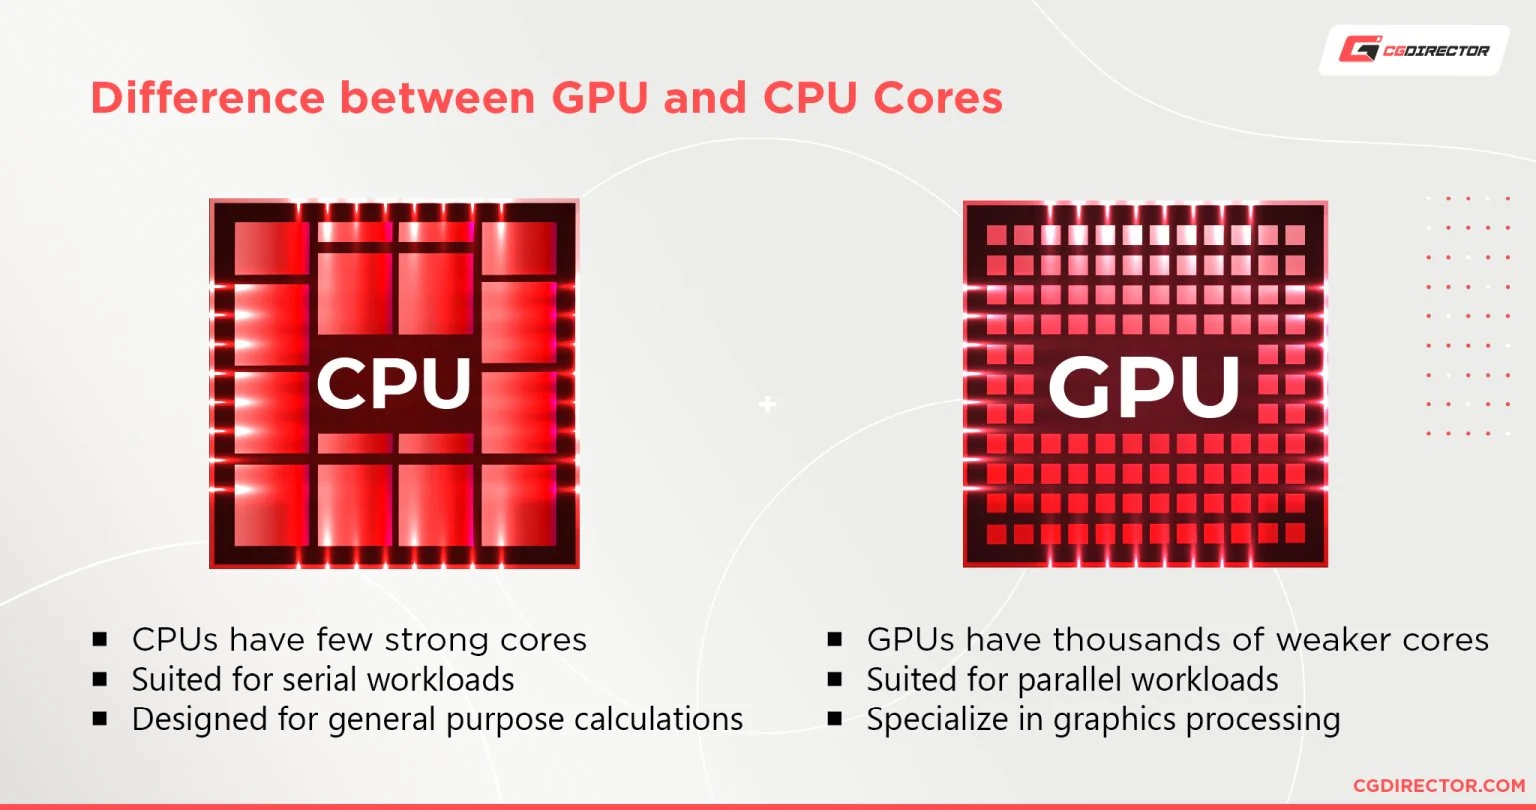 CGDIRECTOR
Difference between GPU and CPU Cores
CPU
GPU
■ CPUs have few strong cores
■ Suited for serial workloads
■ Designed for general purpose calculations
■ GPUs have thousands of weaker cores
■ Suited for parallel workloads
■ Specialize in graphics processing
CGDIRECTOR.COM